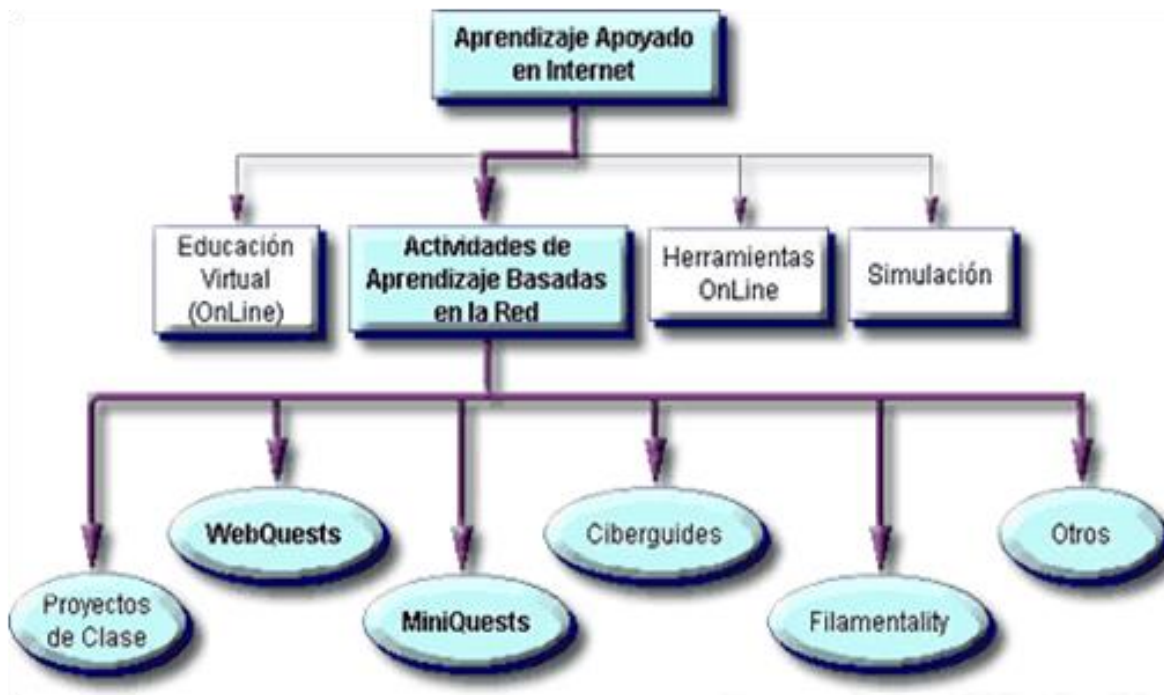 Aprendizaje Apoyado
en Internet
Educación
Virtual
(OnLine)
Actividades de
Aprendizaje Basadas
en la Red
Herramientas
OnLine
Simulación
WebQuests
Ciberguides
Otros
Proyectos
de Clase
MiniQuests
Filamentality